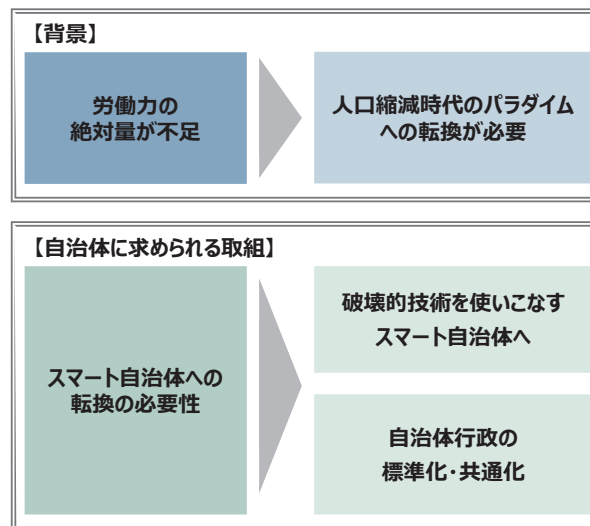 【背景】
労働力の
絶対量が不足
人口縮減時代のパラダイム
への転換が必要
【自治体に求められる取組】
スマート自治体への
転換の必要性
破壊的技術を使いこなす
スマート自治体へ
自治体行政の
標準化・共通化